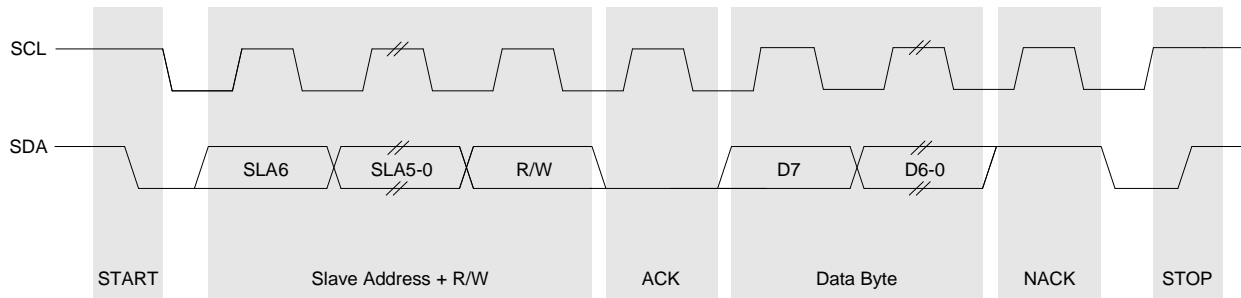 SCL
SDA
SLA6 SLA5-0 R/W D7 D6-0
START Slave Address + R/W ACK Data Byte NACK STOP